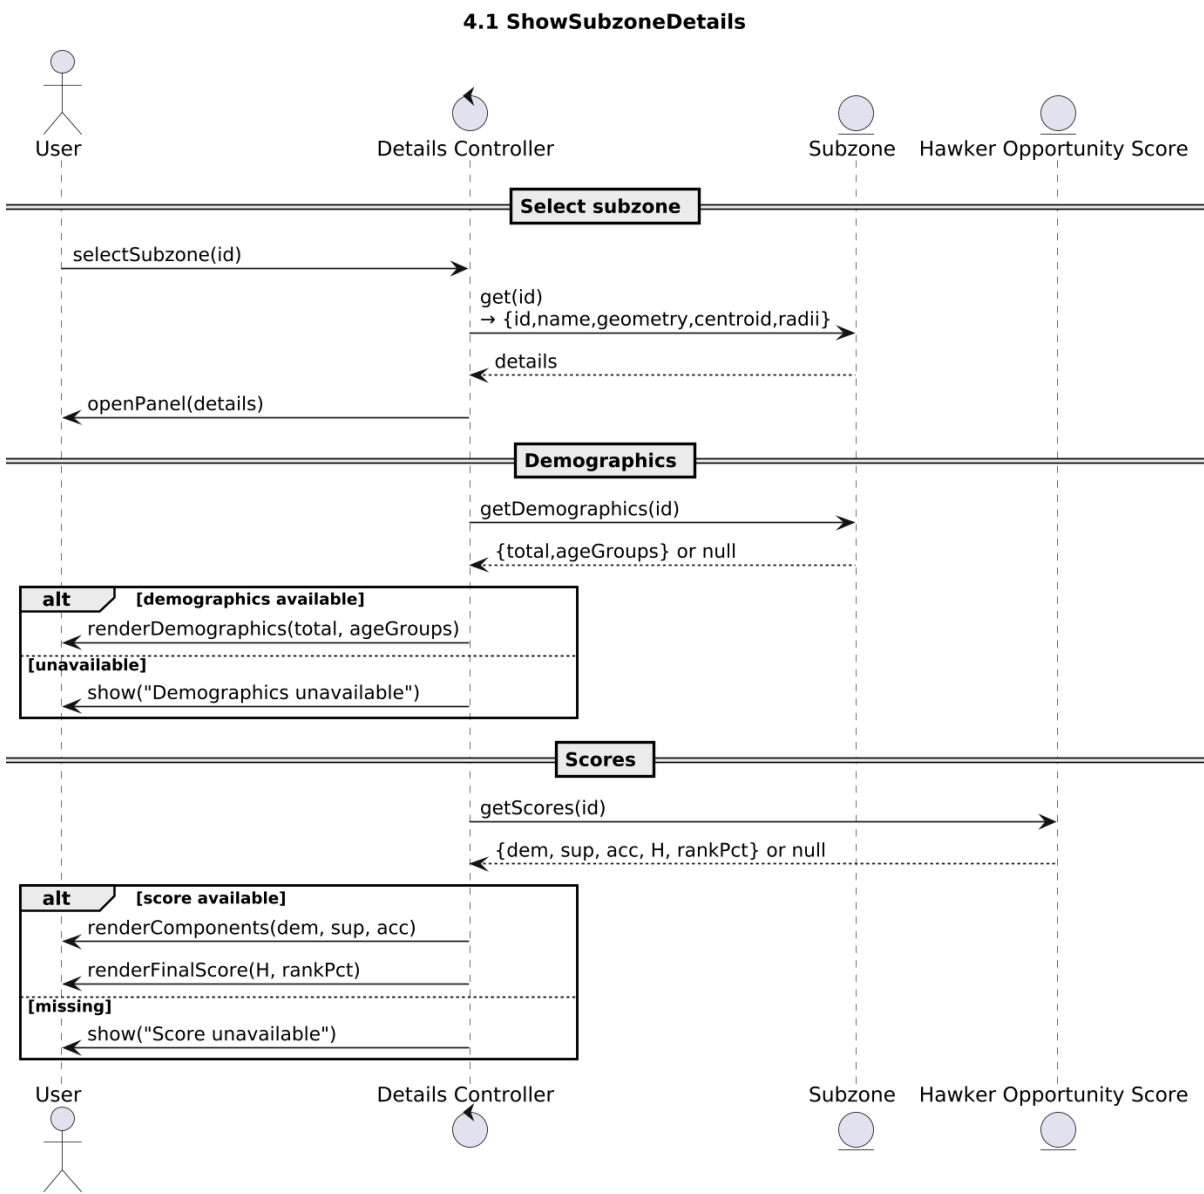 4.1 ShowSubzoneDetails
User
Details Controller
Subzone
Hawker Opportunity Score
Select subzone
selectSubzone(id)
get(id)
→ {id,name,geometry,centroid,radii}
details
openPanel(details)
Demographics
getDemographics(id)
{total,ageGroups} or null
alt [demographics available]
renderDemographics(total, ageGroups)
[unavailable]
show("Demographics unavailable")
Scores
getScores(id)
{dem, sup, acc, H, rankPct} or null
alt [score available]
renderComponents(dem, sup, acc)
renderFinalScore(H, rankPct)
[missing]
show("Score unavailable")
User
Details Controller
Subzone
Hawker Opportunity Score